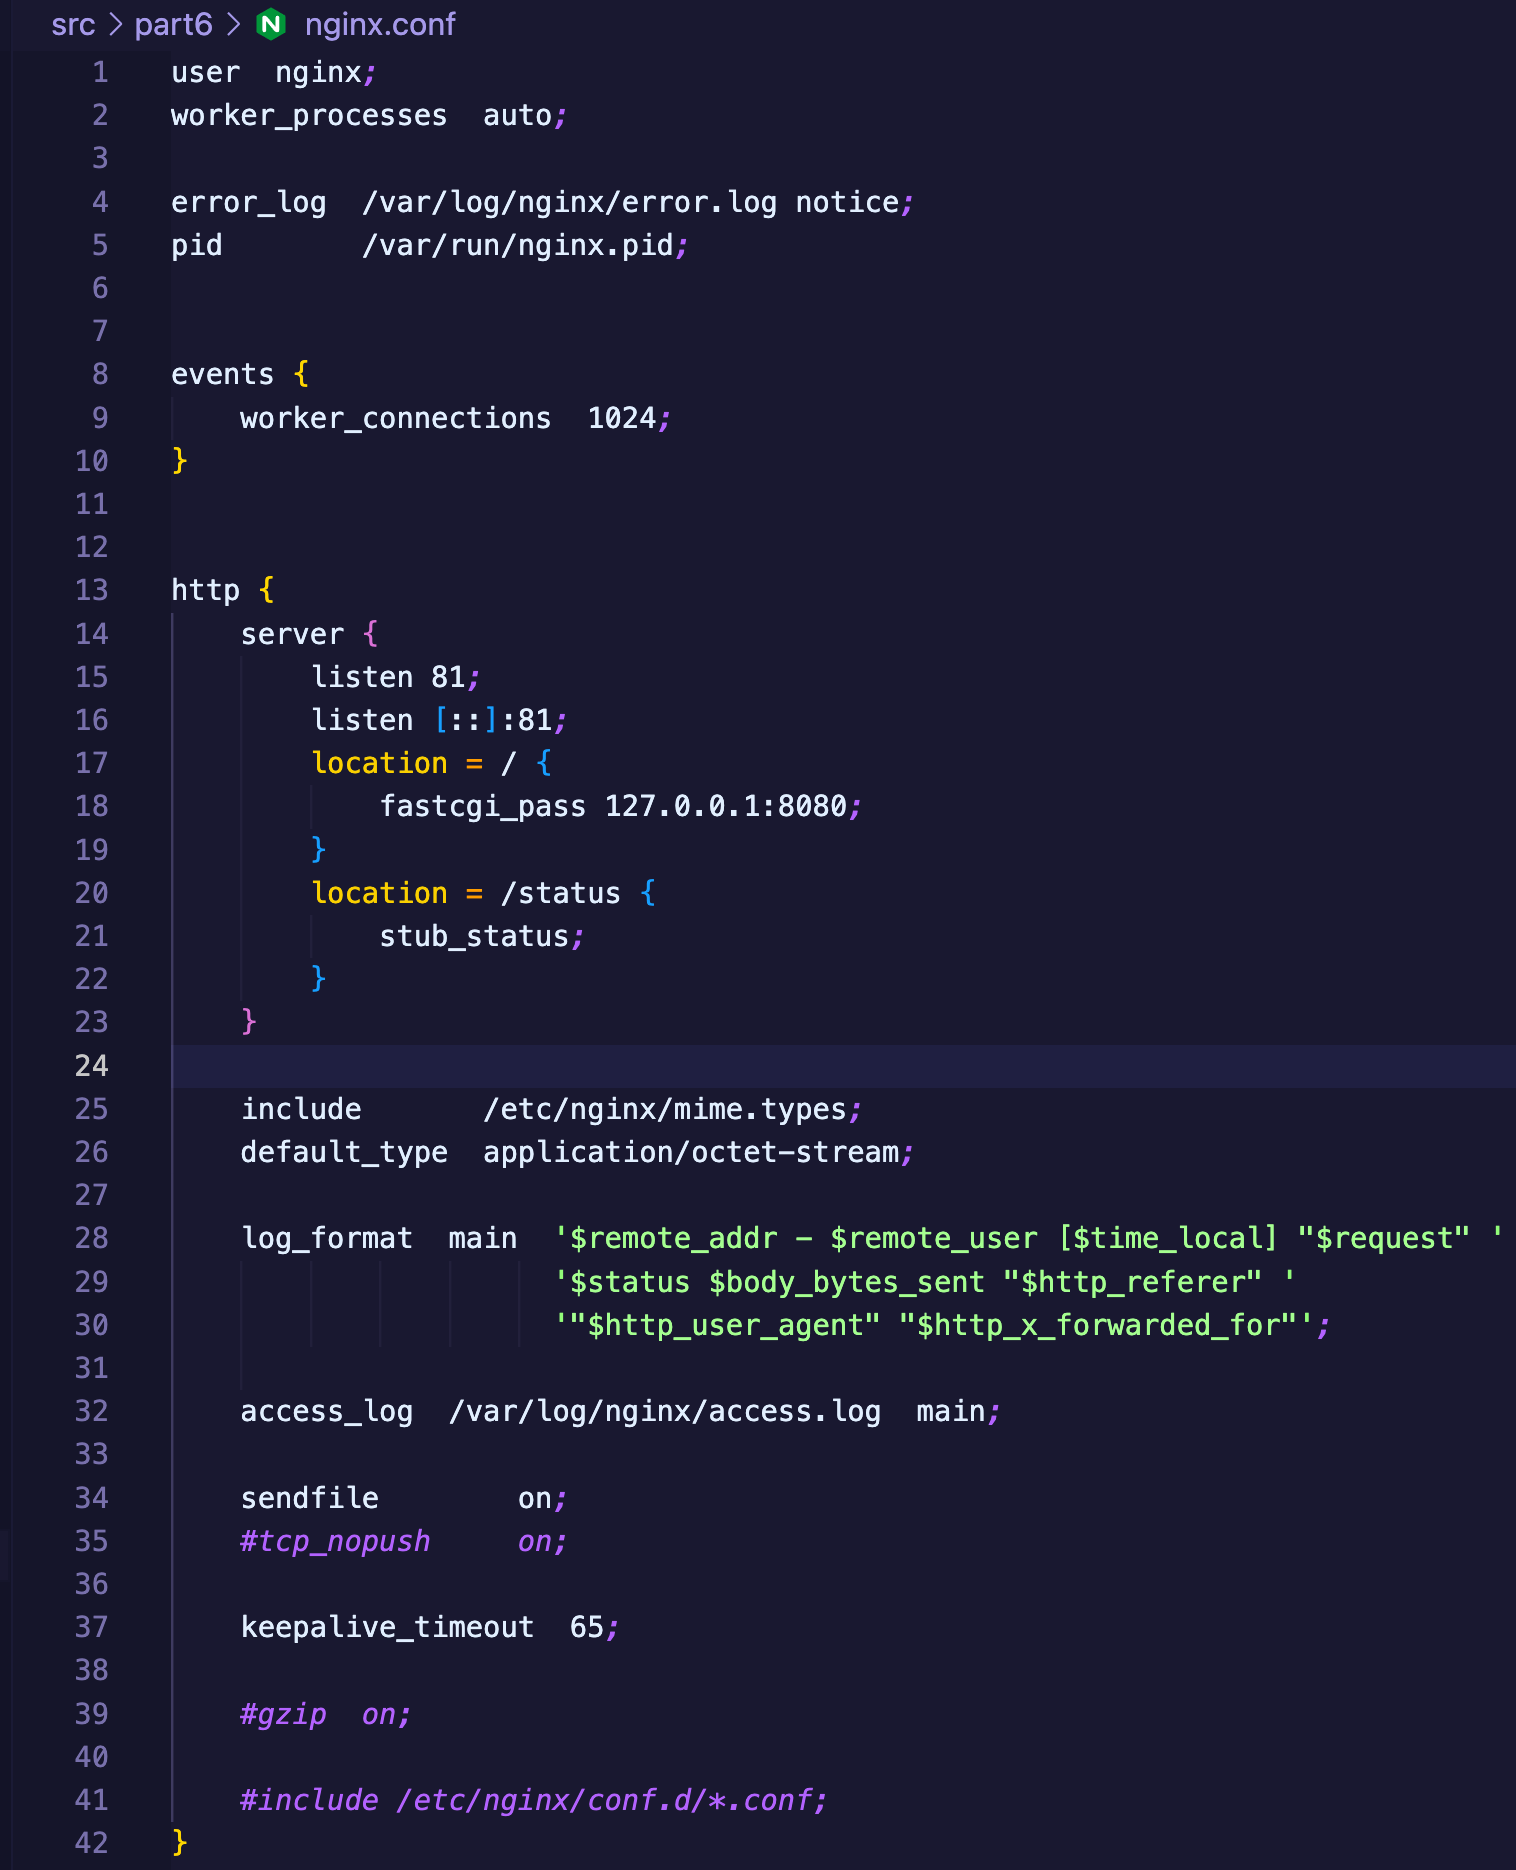 src > part6 > N nginx.conf
1 user  nginx;
2 worker_processes  auto;
3
4 error_log  /var/log/nginx/error.log notice;
5 pid        /var/run/nginx.pid;
6
7
8 events {
9     worker_connections  1024;
10 }
11
12
13 http {
14     server {
15         listen 81;
16         listen [::]:81;
17         location = / {
18             fastcgi_pass 127.0.0.1:8080;
19         }
20         location = /status {
21             stub_status;
22         }
23     }
24
25     include       /etc/nginx/mime.types;
26     default_type  application/octet-stream;
27
28     log_format  main  '$remote_addr - $remote_user [$time_local] "$request" '
29                       '$status $body_bytes_sent "$http_referer" '
30                       '"$http_user_agent" "$http_x_forwarded_for"';
31
32     access_log  /var/log/nginx/access.log  main;
33
34     sendfile        on;
35     #tcp_nopush     on;
36
37     keepalive_timeout  65;
38
39     #gzip  on;
40
41     #include /etc/nginx/conf.d/*.conf;
42 }